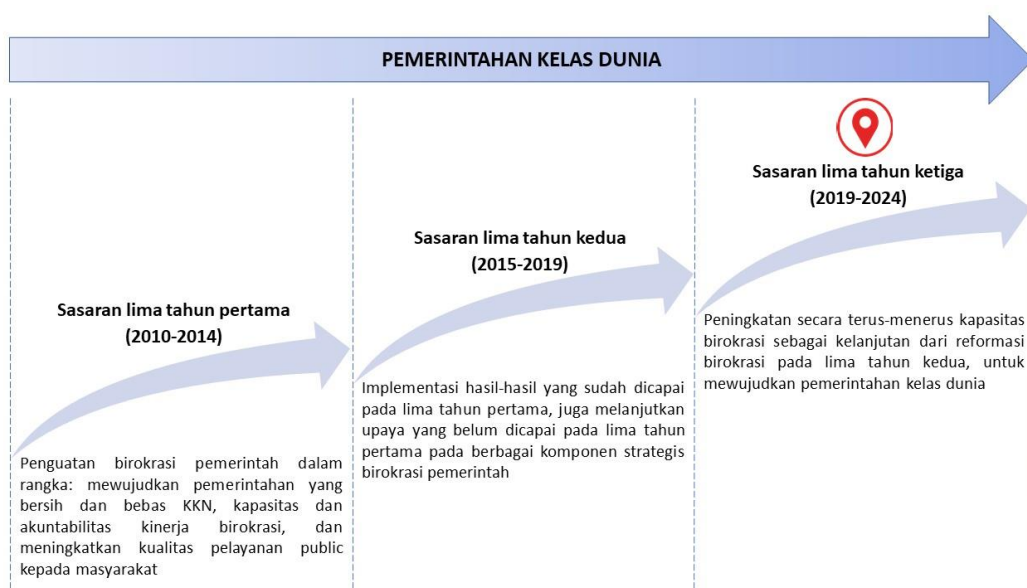 PEMERINTAHAN KELAS DUNIA
Sasaran lima tahun pertama
(2010-2014)
Penguatan birokrasi pemerintah dalam
rangka: mewujudkan pemerintahan yang
bersih dan bebas KKN, kapasitas dan
akuntabilitas kinerja birokrasi, dan
meningkatkan kualitas pelayanan public
kepada masyarakat
Sasaran lima tahun kedua
(2015-2019)
Implementasi hasil-hasil yang sudah dicapai
pada lima tahun pertama, juga melanjutkan
upaya yang belum dicapai pada lima tahun
pertama pada berbagai komponen strategis
birokrasi pemerintah
Sasaran lima tahun ketiga
(2019-2024)
Peningkatan secara terus-menerus kapasitas
birokrasi sebagai kelanjutan dari reformasi
birokrasi pada lima tahun kedua, untuk
mewujudkan pemerintahan kelas dunia